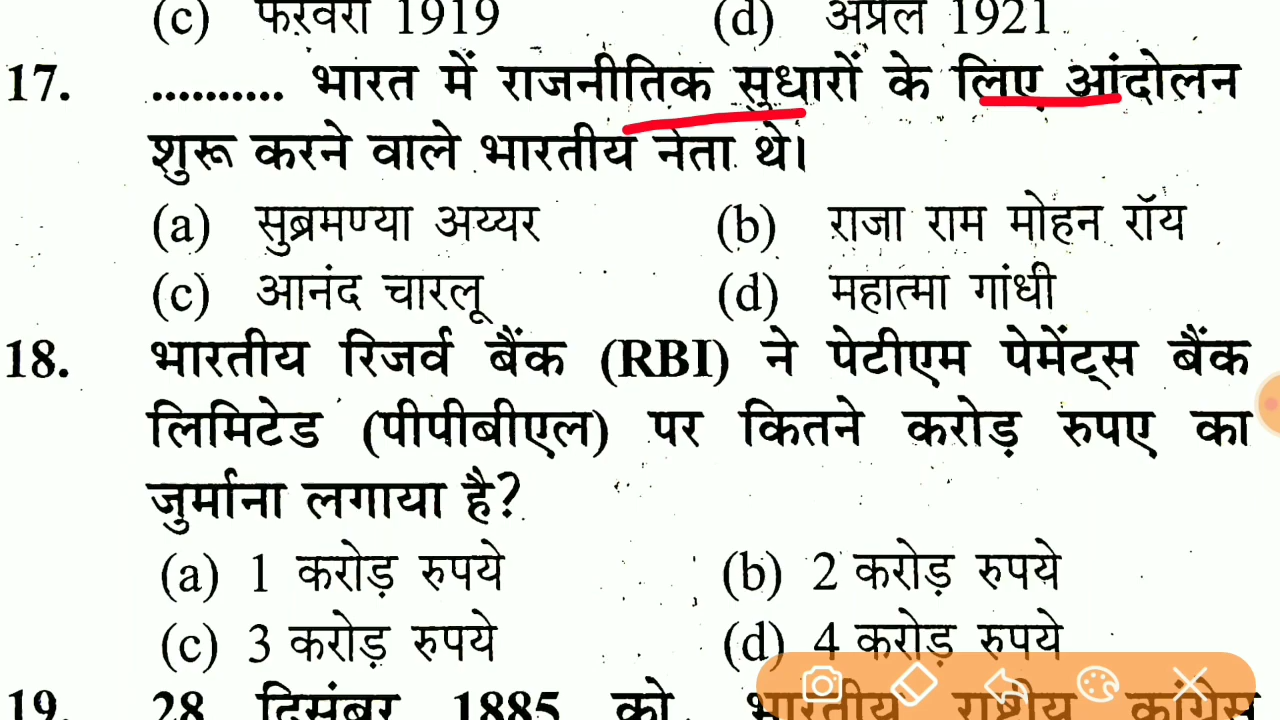 (c) फरवरी 1919 (d) अप्रैल 1921
17. .......... भारत में राजनीतिक सुधारों के लिए आंदोलन
शुरू करने वाले भारतीय नेता थे।
(a) सुब्रमण्या अय्यर (b) राजा राम मोहन रॉय
(c) आनंद चारलू (d) महात्मा गांधी
18. भारतीय रिजर्व बैंक (RBI) ने पेटीएम पेमेंट्स बैंक
लिमिटेड (पीपीबीएल) पर कितने करोड़ रुपए का
जुर्माना लगाया है?
(a) 1 करोड़ रुपये (b) 2 करोड़ रुपये
(c) 3 करोड़ रुपये (d) 4 करोड़ रुपये
19. 28 दिसंबर 1885 को भारतीय राष्ट्रीय कांग्रेस